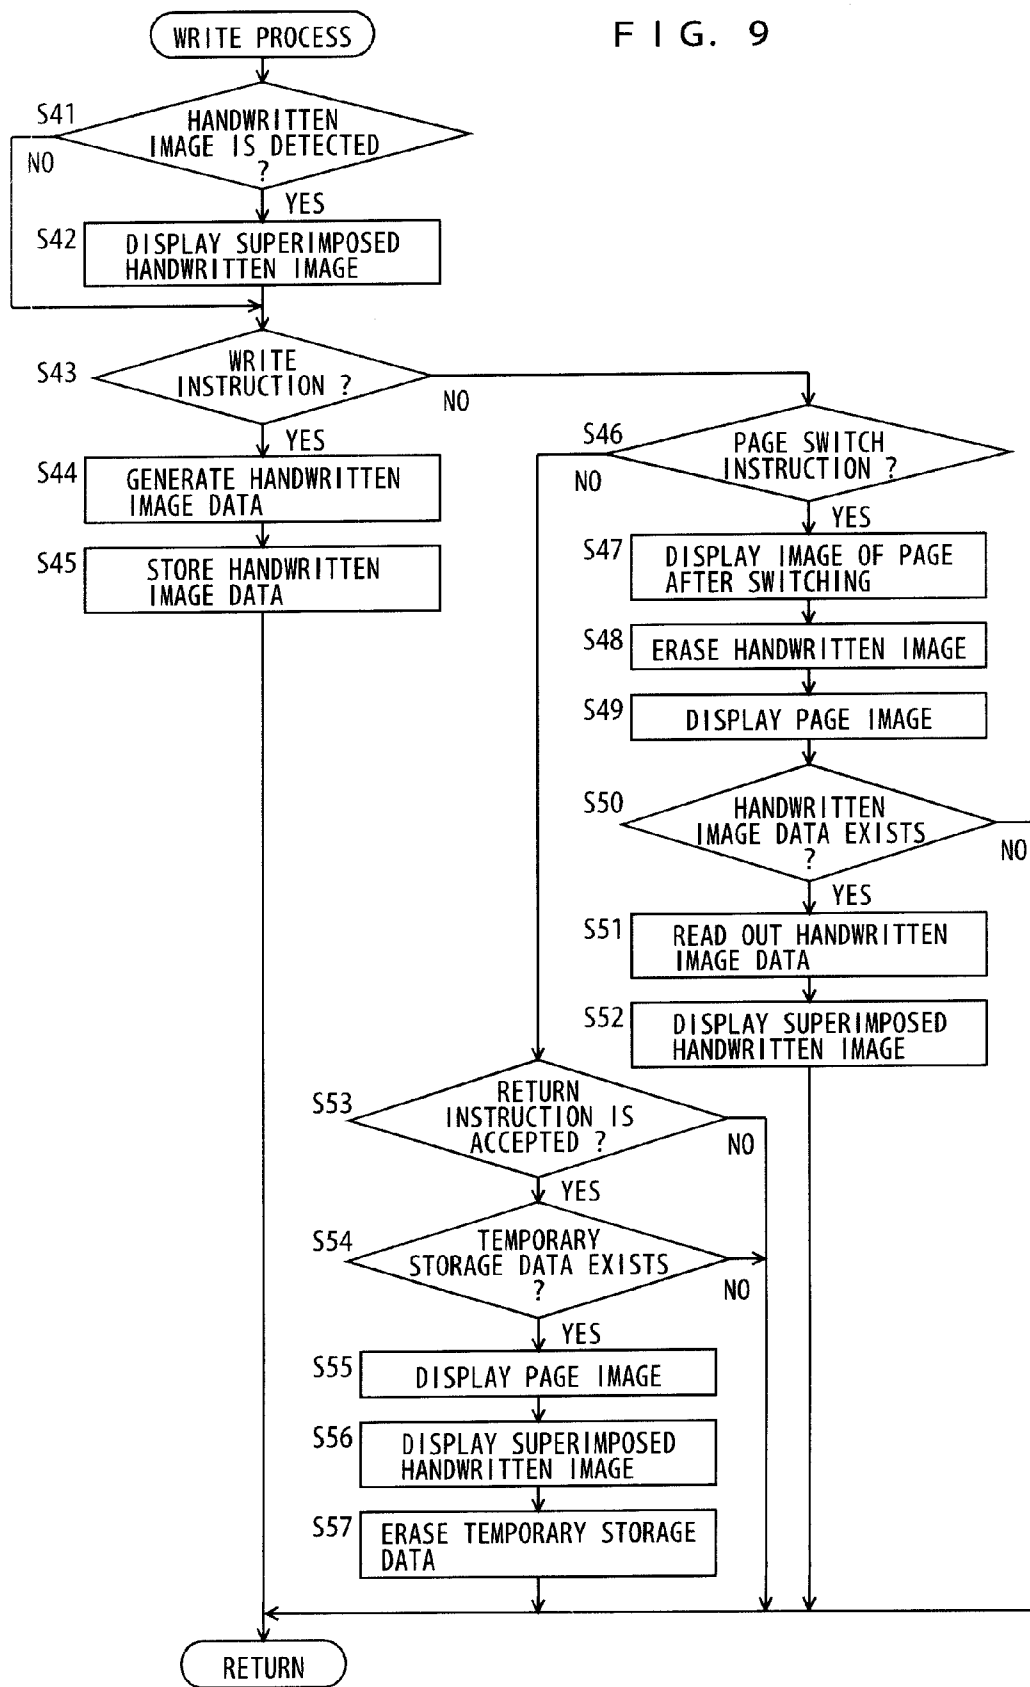 WRITE PROCESS
FIG. 9
S41
HANDWRITTEN
IMAGE IS DETECTED
?
NO
YES
S42
DISPLAY SUPERIMPOSED
HANDWRITTEN IMAGE
S43
WRITE
INSTRUCTION ?
NO
YES
S44
GENERATE HANDWRITTEN
IMAGE DATA
S45
STORE HANDWRITTEN
IMAGE DATA
S46
PAGE SWITCH
INSTRUCTION ?
NO
YES
S47
DISPLAY IMAGE OF PAGE
AFTER SWITCHING
S48
ERASE HANDWRITTEN IMAGE
S49
DISPLAY PAGE IMAGE
S50
HANDWRITTEN
IMAGE DATA EXISTS
?
NO
YES
S51
READ OUT HANDWRITTEN
IMAGE DATA
S52
DISPLAY SUPERIMPOSED
HANDWRITTEN IMAGE
S53
RETURN
INSTRUCTION IS
ACCEPTED ?
NO
YES
S54
TEMPORARY
STORAGE DATA EXISTS
?
NO
YES
S55
DISPLAY PAGE IMAGE
S56
DISPLAY SUPERIMPOSED
HANDWRITTEN IMAGE
S57
ERASE TEMPORARY STORAGE
DATA
RETURN